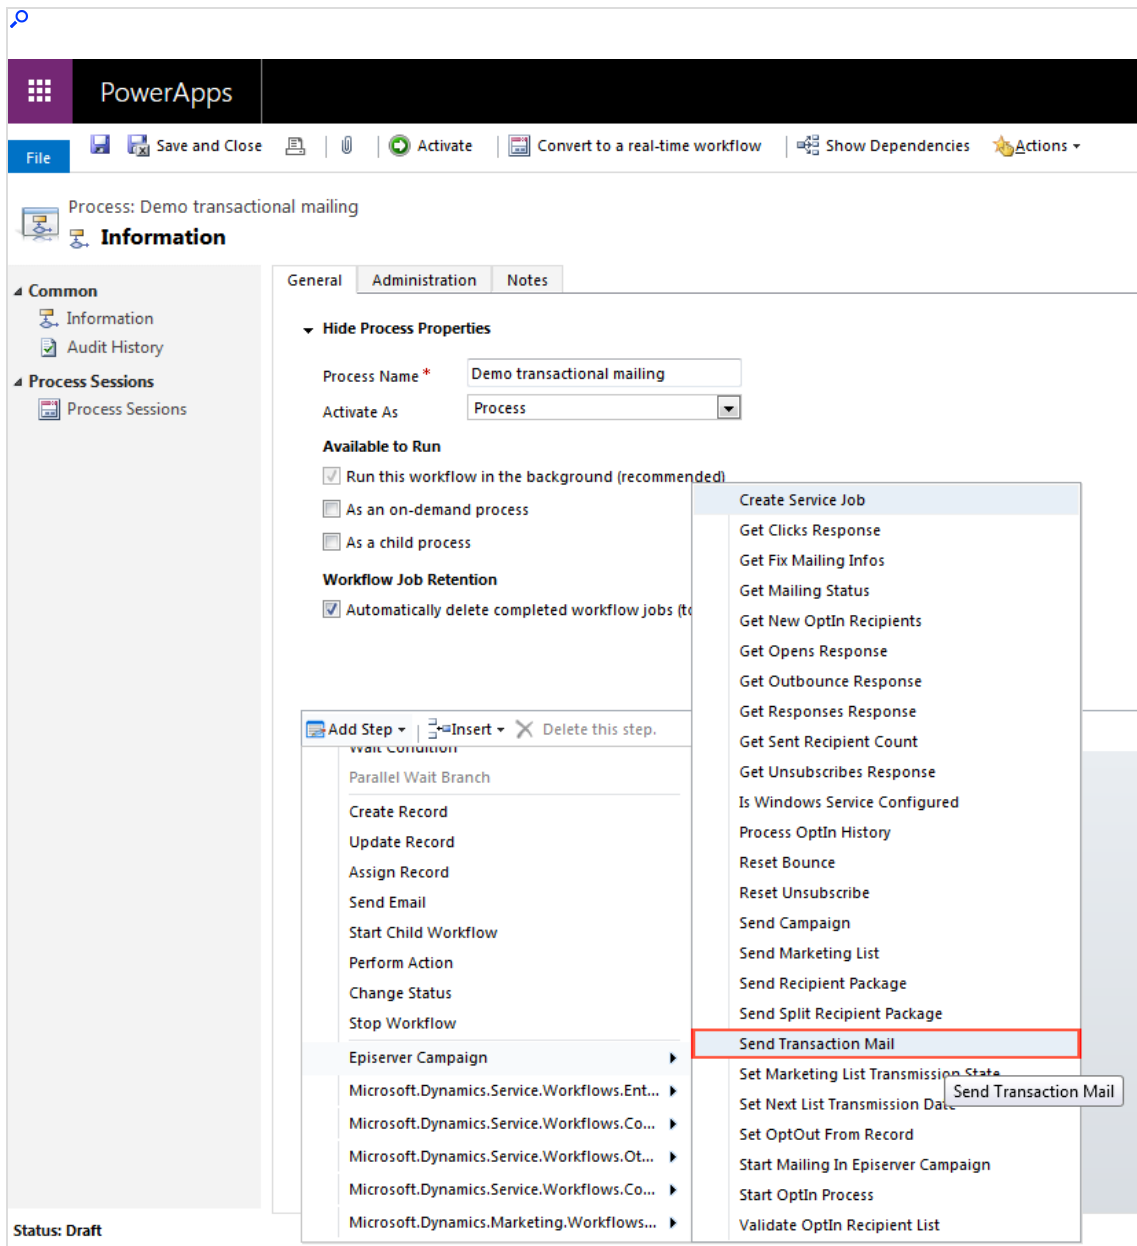 PowerApps
File
Save and Close
Activate
Convert to a real-time workflow
Show Dependencies
Actions
Process: Demo transactional mailing
Information
Common
Information
Audit History
Process Sessions
Process Sessions
General
Administration
Notes
Hide Process Properties
Process Name *
Demo transactional mailing
Activate As
Process
Available to Run
Run this workflow in the background (recommended)
As an on-demand process
As a child process
Workflow Job Retention
Automatically delete completed workflow jobs (to
Add Step
Insert
Delete this step.
Wait Condition
Parallel Wait Branch
Create Record
Update Record
Assign Record
Send Email
Start Child Workflow
Perform Action
Change Status
Stop Workflow
Episerver Campaign
Microsoft.Dynamics.Service.Workflows.Ent...
Microsoft.Dynamics.Service.Workflows.Co...
Microsoft.Dynamics.Service.Workflows.Ot...
Microsoft.Dynamics.Service.Workflows.Co...
Microsoft.Dynamics.Marketing.Workflows...
Create Service Job
Get Clicks Response
Get Fix Mailing Infos
Get Mailing Status
Get New OptIn Recipients
Get Opens Response
Get Outbounce Response
Get Responses Response
Get Sent Recipient Count
Get Unsubscribes Response
Is Windows Service Configured
Process OptIn History
Reset Bounce
Reset Unsubscribe
Send Campaign
Send Marketing List
Send Recipient Package
Send Split Recipient Package
Send Transaction Mail
Set Marketing List Transmission State
Send Transaction Mail
Set Next List Transmission Date
Set OptOut From Record
Start Mailing In Episerver Campaign
Start OptIn Process
Validate OptIn Recipient List
Status: Draft